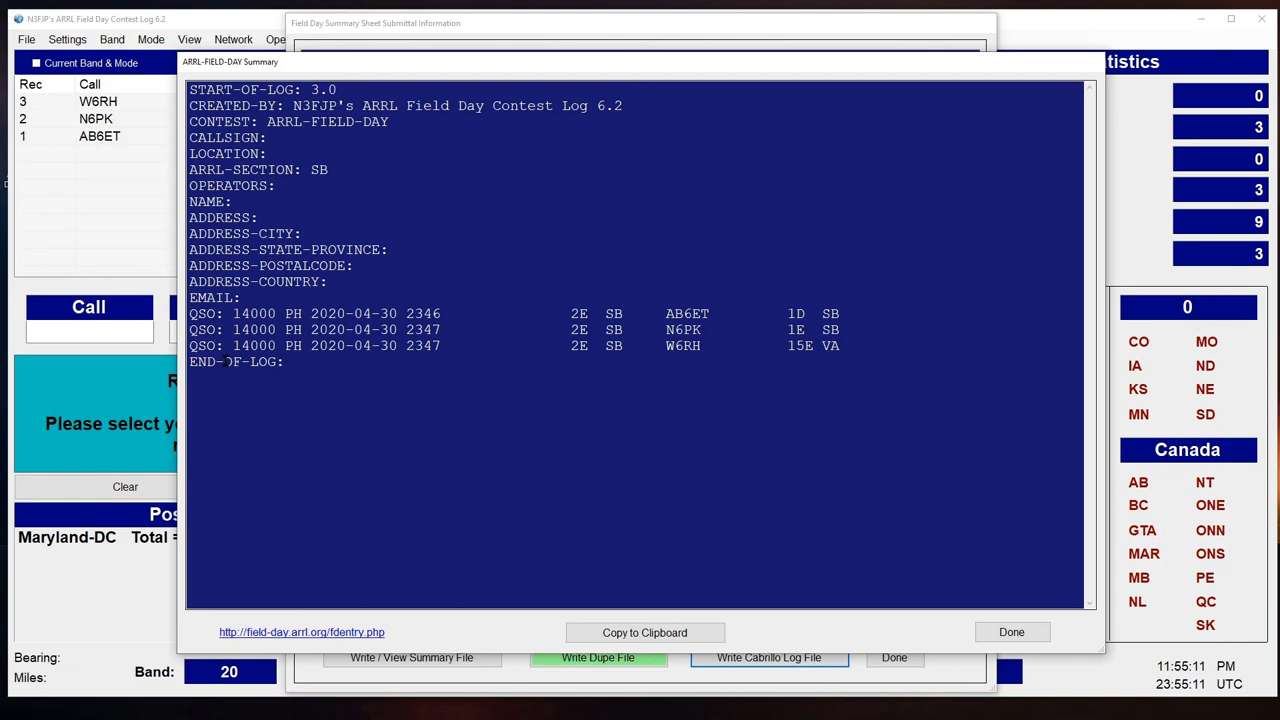 N3FJP's ARRL Field Day Contest Log 6.2
Field Day Summary Sheet Submittal Information
File Settings Band Mode View Network Ope
ARRL-FIELD-DAY Summary
Current Band & Mode
tistics
Rec Call
3 W6RH
2 N6PK
1 AB6ET
0
3
0
3
9
3
START-OF-LOG: 3.0
CREATED-BY: N3FJP's ARRL Field Day Contest Log 6.2
CONTEST: ARRL-FIELD-DAY
CALLSIGN:
LOCATION:
ARRL-SECTION: SB
OPERATORS:
NAME:
ADDRESS:
ADDRESS-CITY:
ADDRESS-STATE-PROVINCE:
ADDRESS-POSTALCODE:
ADDRESS-COUNTRY:
EMAIL:
QSO: 14000 PH 2020-04-30 2346 2E SB AB6ET 1D SB
QSO: 14000 PH 2020-04-30 2347 2E SB N6PK 1E SB
QSO: 14000 PH 2020-04-30 2347 2E SB W6RH 15E VA
END-OF-LOG:
Call
0
CO MO
IA ND
KS NE
MN SD
Please select y
Canada
AB NT
BC ONE
GTA ONN
MAR ONS
MB PE
NL QC
SK
Clear
Pos
Maryland-DC Total =
http://field-day.arrl.org/fdentry.php
Copy to Clipboard
Done
Write / View Summary File
Write Dupe File
Write Cabrillo Log File
Done
Bearing:
Miles:
Band: 20
11:55:11 PM
23:55:11 UTC